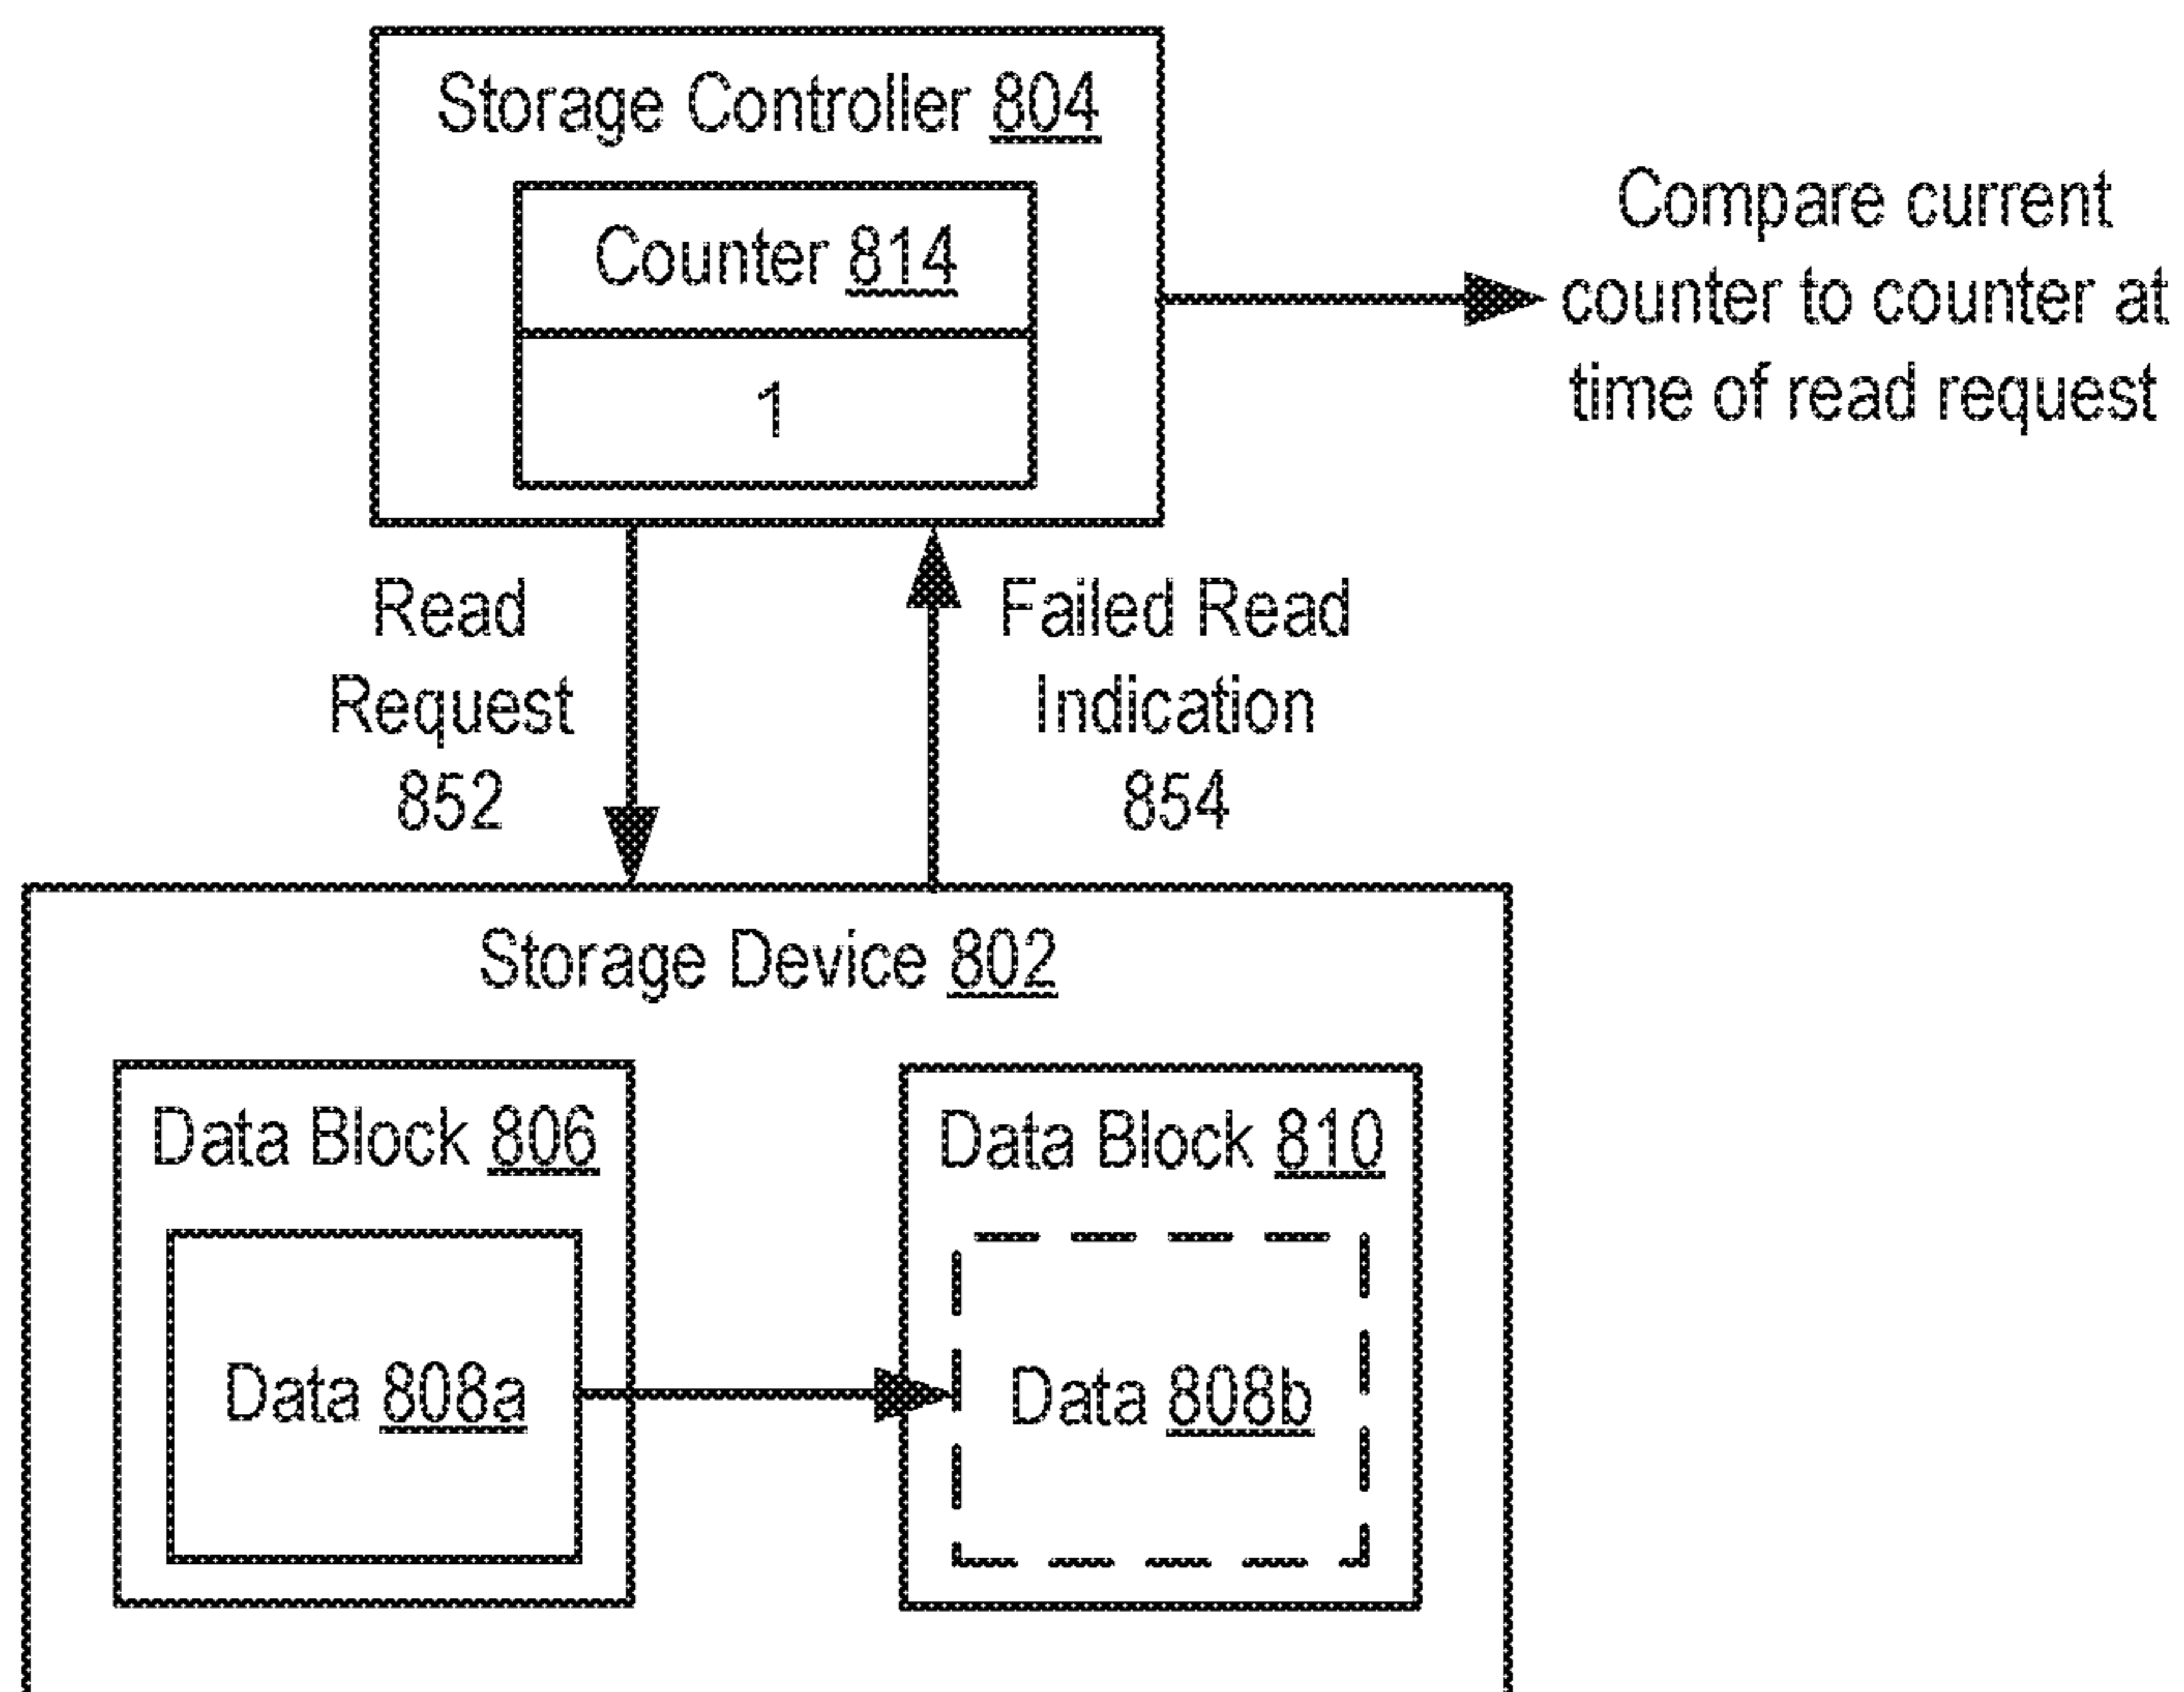 Storage Controller 804
Counter 814
1
Compare current
counter to counter at
time of read request
Read
Request
852
Failed Read
Indication
854
Storage Device 802
Data Block 806
Data Block 810
Data 808a
Data 808b